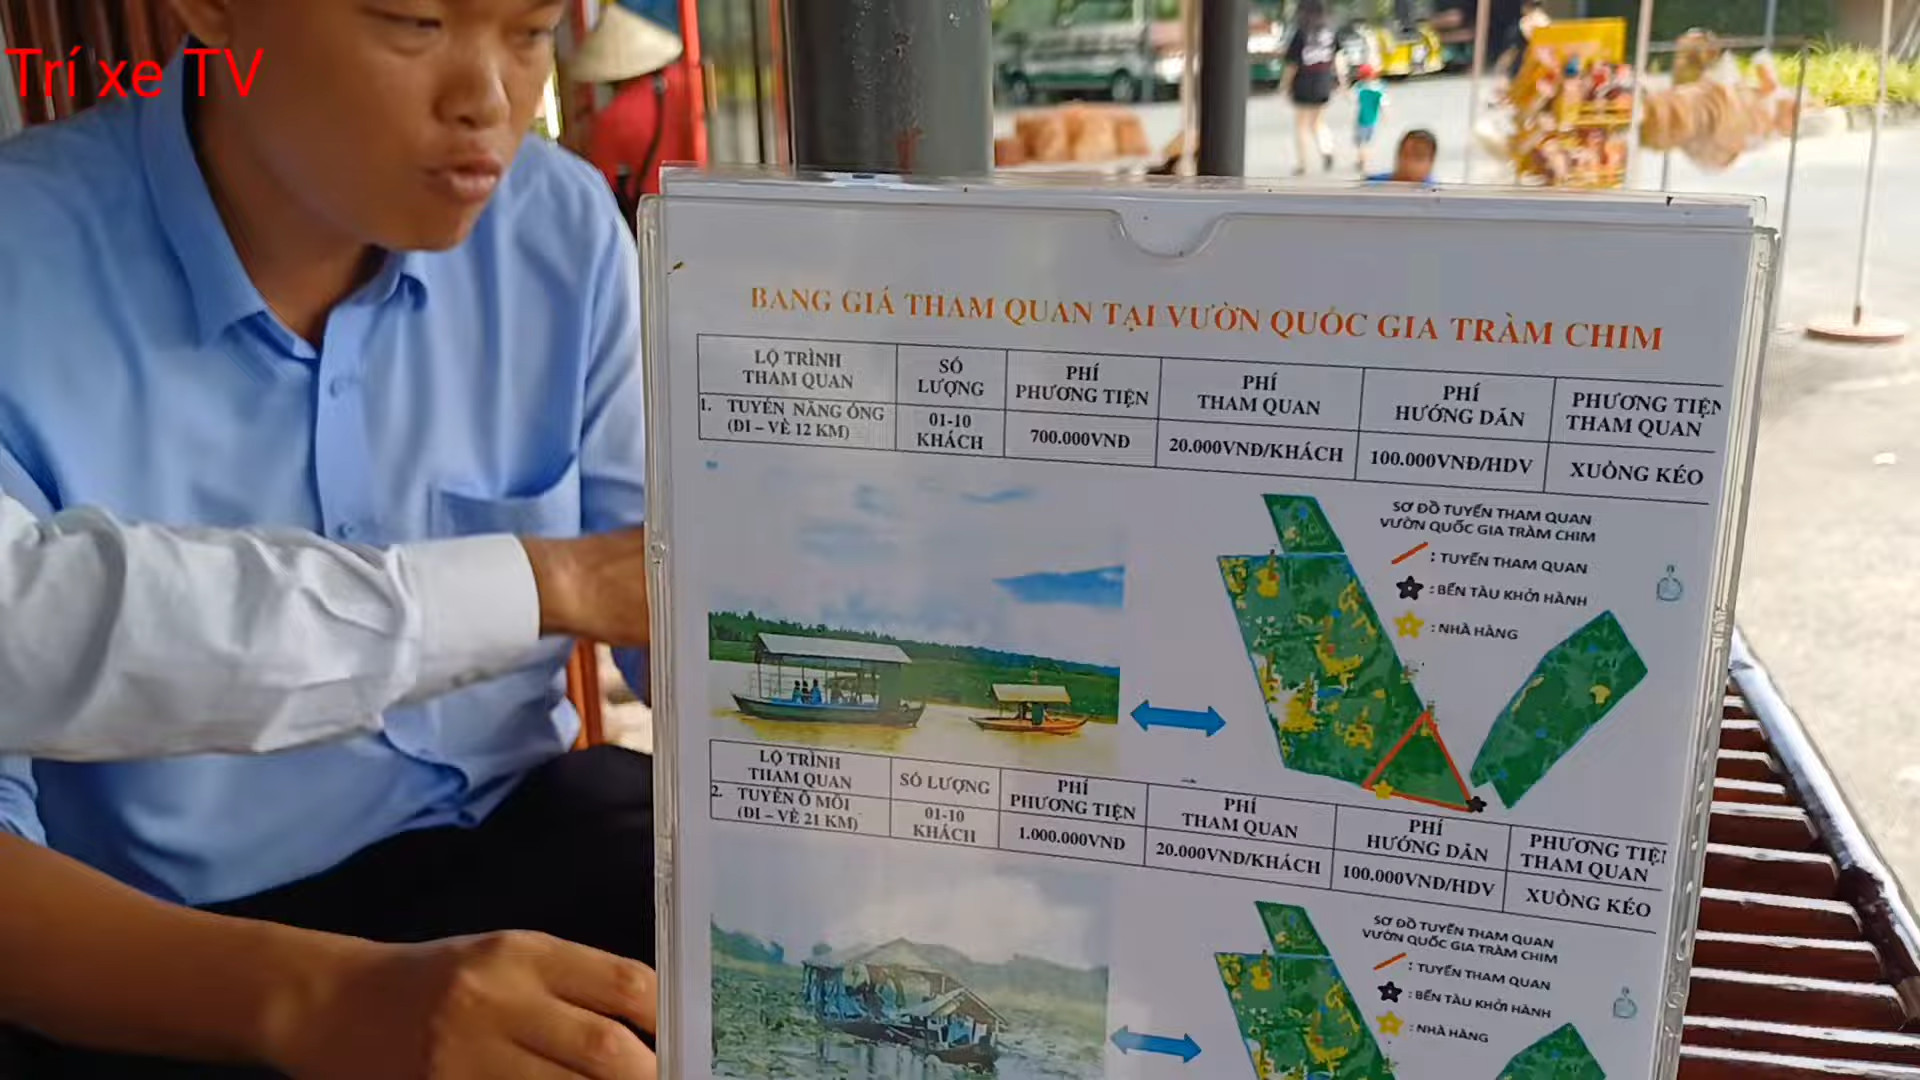 Trí xe TV
BẢNG GIÁ THAM QUAN TẠI VƯỜN QUỐC GIA TRÀM CHIM
LỘ TRÌNH THAM QUAN
SỐ LƯỢNG
PHÍ PHƯƠNG TIỆN
PHÍ THAM QUAN
PHÍ HƯỚNG DẪN
PHƯƠNG TIỆN THAM QUAN
1. TUYẾN NĂNG ỐNG (ĐI – VỀ 12 KM)
01-10 KHÁCH
700.000VNĐ
20.000VNĐ/KHÁCH
100.000VNĐ/HDV
XUỒNG KÉO
SƠ ĐỒ TUYẾN THAM QUAN
VƯỜN QUỐC GIA TRÀM CHIM
: TUYẾN THAM QUAN
: BẾN TÀU KHỞI HÀNH
: NHÀ HÀNG
LỘ TRÌNH THAM QUAN
SỐ LƯỢNG
PHÍ PHƯƠNG TIỆN
PHÍ THAM QUAN
PHÍ HƯỚNG DẪN
PHƯƠNG TIỆN THAM QUAN
2. TUYẾN Ô MÔI (ĐI – VỀ 21 KM)
01-10 KHÁCH
1.000.000VNĐ
20.000VNĐ/KHÁCH
100.000VNĐ/HDV
XUỒNG KÉO
SƠ ĐỒ TUYẾN THAM QUAN
VƯỜN QUỐC GIA TRÀM CHIM
: TUYẾN THAM QUAN
: BẾN TÀU KHỞI HÀNH
: NHÀ HÀNG